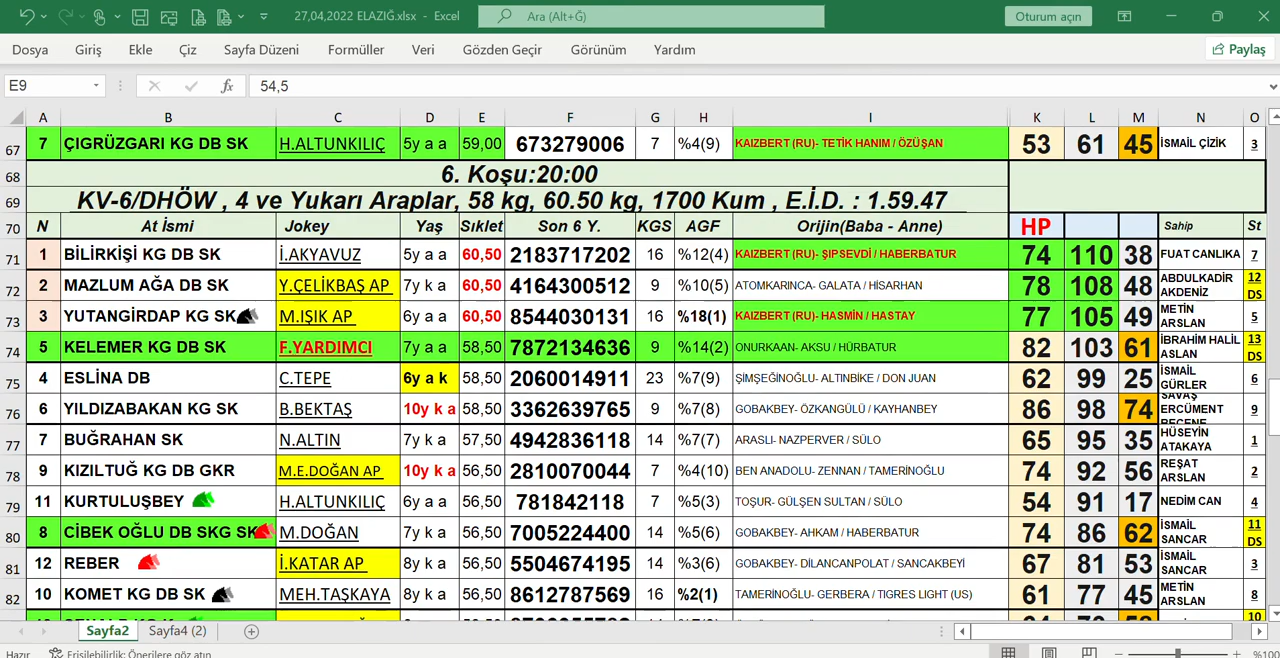 27,04,2022 ELAZIĞ.xlsx - Excel
Ara (Alt+Ğ)
Oturum açın
Dosya Giriş Ekle Çiz Sayfa Düzeni Formüller Veri Gözden Geçir Görünüm Yardım Paylaş
E9 fx 54,5
A B C D E F G H I K L M N O
67 7 ÇIGRÜZGARI KG DB SK H.ALTUNKILIÇ 5y a a 59,00 673279006 7 %4(9) KAIZBERT (RU)- TETİK HANIM / ÖZÜŞAN 53 61 45 İSMAİL ÇİZİK 3
68 6. Koşu:20:00
69 KV-6/DHÖW , 4 ve Yukarı Araplar, 58 kg, 60.50 kg, 1700 Kum , E.İ.D. : 1.59.47
70 N At İsmi Jokey Yaş Sıklet Son 6 Y. KGS AGF Orijin(Baba - Anne) HP Sahip St
71 1 BİLİRKİŞİ KG DB SK İ.AKYAVUZ 5y a a 60,50 2183717202 16 %12(4) KAIZBERT (RU)- ŞIPSEVDİ / HABERBATUR 74 110 38 FUAT CANLIKA 7
72 2 MAZLUM AĞA DB SK Y.ÇELİKBAŞ AP 7y k a 60,50 4164300512 9 %10(5) ATOMKARINCA- GALATA / HİSARHAN 78 108 48 ABDULKADİR AKDENİZ 12 DS
73 3 YUTANGİRDAP KG SK M.IŞIK AP 6y a a 60,50 8544030131 16 %18(1) KAIZBERT (RU)- HASMİN / HASTAY 77 105 49 METİN ARSLAN 5
74 5 KELEMER KG DB SK F.YARDIMCI 7y a a 58,50 7872134636 9 %14(2) ONURKAAN- AKSU / HÜRBATUR 82 103 61 İBRAHİM HALİL ASLAN 13 DS
75 4 ESLİNA DB C.TEPE 6y a k 58,50 2060014911 23 %7(9) ŞİMŞEĞİNOĞLU- ALTINBİKE / DON JUAN 62 99 25 İSMAİL GÜRLER 6
76 6 YILDIZABAKAN KG SK B.BEKTAŞ 10y k a 58,50 3362639765 9 %7(8) GOBAKBEY- ÖZKANGÜLÜ / KAYHANBEY 86 98 74 SAVAŞ ERCÜMENT 9
77 7 BUĞRAHAN SK N.ALTIN 7y k a 57,50 4942836118 14 %7(7) ARASLI- NAZPERVER / SÜLO 65 95 35 HÜSEYİN ATAKAYA 1
78 9 KIZILTUĞ KG DB GKR M.E.DOĞAN AP 10y k a 56,50 2810070044 7 %4(10) BEN ANADOLU- ZENNAN / TAMERİNOĞLU 74 92 56 REŞAT ARSLAN 2
79 11 KURTULUŞBEY H.ALTUNKILIÇ 6y a a 56,50 781842118 7 %5(3) TOŞUR- GÜLŞEN SULTAN / SÜLO 54 91 17 NEDİM CAN 4
80 8 CİBEK OĞLU DB SKG SK M.DOĞAN 7y k a 56,50 7005224400 14 %5(6) GOBAKBEY- AHKAM / HABERBATUR 74 86 62 İSMAİL SANCAR 11 DS
81 12 REBER İ.KATAR AP 8y k a 56,50 5504674195 14 %3(6) GOBAKBEY- DİLANCANPOLAT / SANCAKBEYİ 67 81 53 İSMAİL SANCAR 3
82 10 KOMET KG DB SK MEH.TAŞKAYA 8y k a 56,50 8612787569 16 %2(1) TAMERİNOĞLU- GERBERA / TIGRES LIGHT (US) 61 77 45 METİN ARSLAN 8
10
Sayfa2 Sayfa4 (2)
Hazır Erişilebilirlik: Önerilere göz atın %100